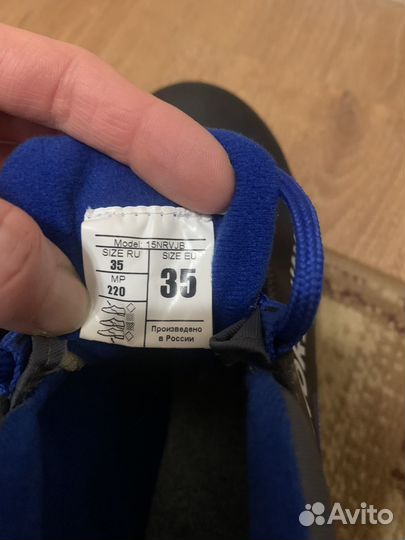 Model: 15NRVJB
SIZE RU
35
MP
220
SIZE EU
35
Произведено
в России
Avito